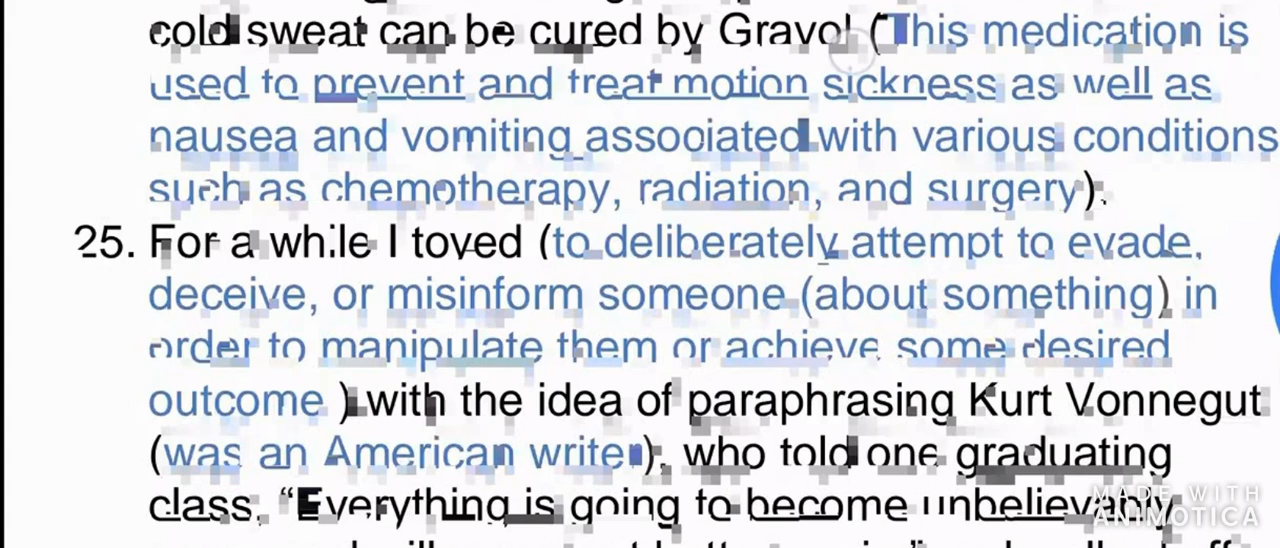 cold sweat can be cured by Gravol (This medication is
used to prevent and treat motion sickness as well as
nausea and vomiting associated with various conditions
such as chemotherapy, radiation, and surgery).
25. For a while I toyed (to deliberately attempt to evade,
deceive, or misinform someone (about something) in
order to manipulate them or achieve some desired
outcome ) with the idea of paraphrasing Kurt Vonnegut
(was an American writer), who told one graduating
class, “Everything is going to become unbelievably
MADE WITH
ANIMOTICA